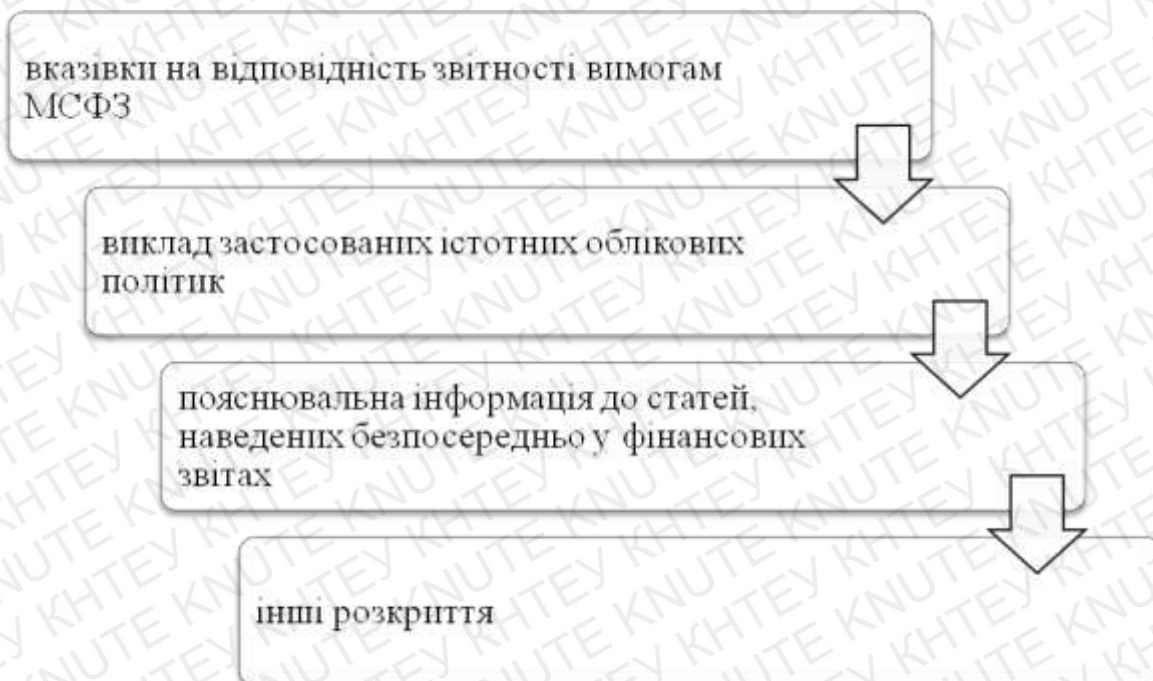 вказівки на відповідність звітності вимогам
МСФЗ
виклад застосованих істотних облікових
політик
пояснювальна інформація до статей,
наведених безпосередньо у фінансових
звітах
інші розкриття